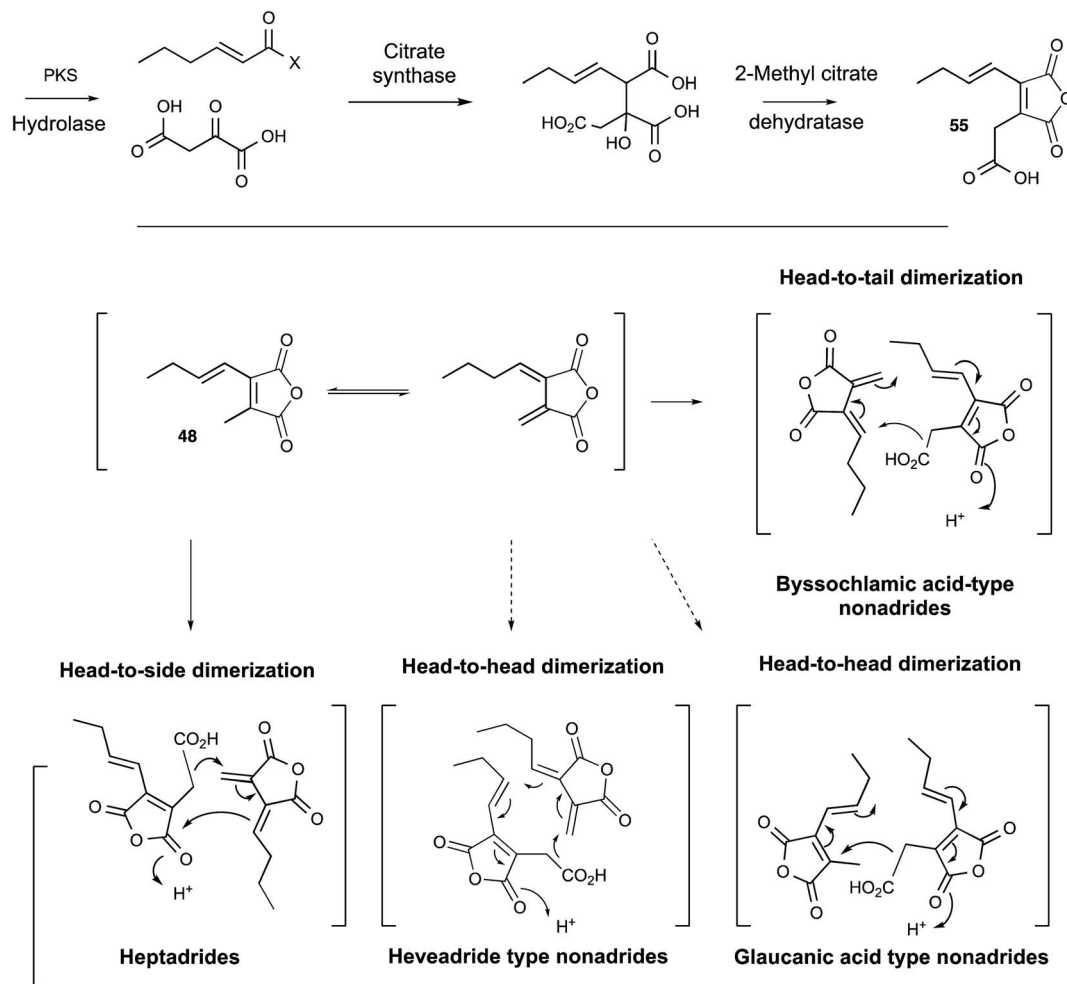 PKS
Hydrolase
O
X
OH
O
O
OH
O
Citrate
synthase
O
OH
HO₂C
OH
HO
O
2-Methyl citrate
dehydratase
55
O
O
O
O
OH
Head-to-tail dimerization
48
O
O
O
O
O
O
O
O
O
HO₂C
O
O
O
H⁺
Byssochlamic acid-type
nonadrides
Head-to-side dimerization
CO₂H
O
O
O
O
O
O
H⁺
Heptadrides
Head-to-head dimerization
O
O
O
O
O
O
CO₂H
H⁺
Heveadride type nonadrides
Head-to-head dimerization
O
O
O
HO₂C
O
O
O
H⁺
Glaucanic acid type nonadrides